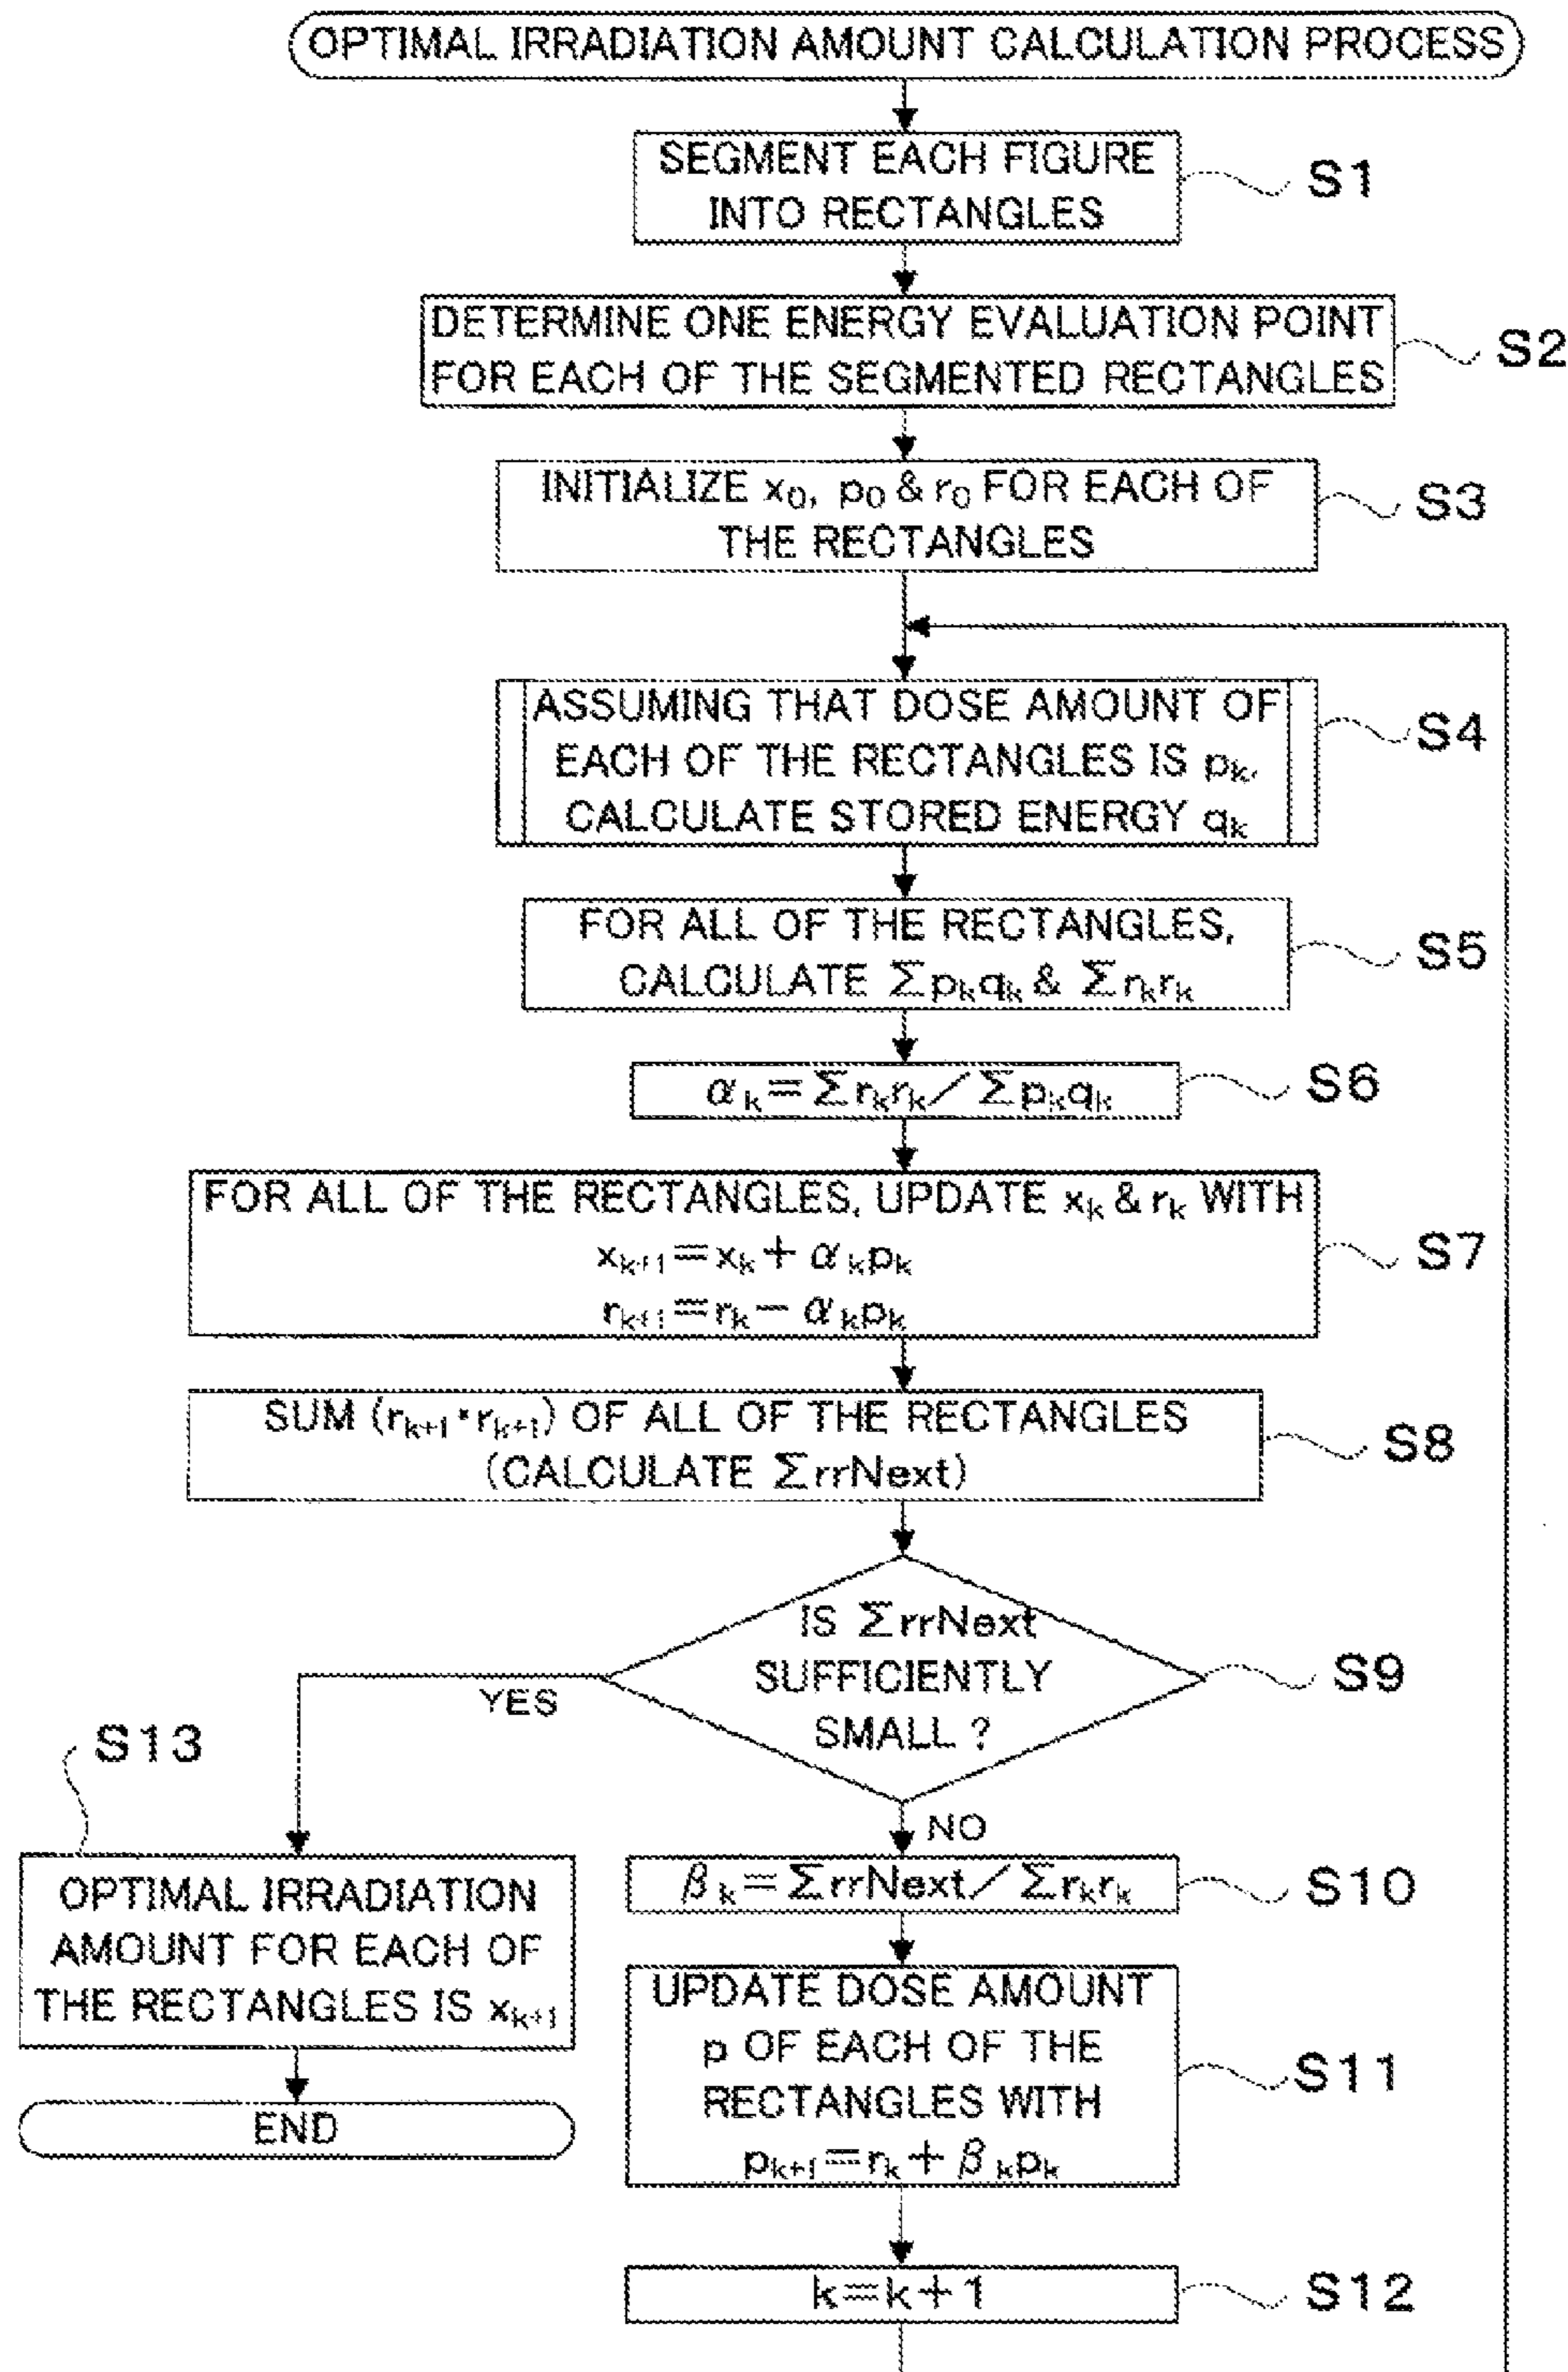 OPTIMAL IRRADIATION AMOUNT CALCULATION PROCESS
SEGMENT EACH FIGURE
INTO RECTANGLES
S1
DETERMINE ONE ENERGY EVALUATION POINT
FOR EACH OF THE SEGMENTED RECTANGLES
S2
INITIALIZE x₀, p₀ & r₀ FOR EACH OF
THE RECTANGLES
S3
ASSUMING THAT DOSE AMOUNT OF
EACH OF THE RECTANGLES IS pₖ,
CALCULATE STORED ENERGY qₖ
S4
FOR ALL OF THE RECTANGLES,
CALCULATE Σpₖqₖ & Σrₖrₖ
S5
αₖ=Σrₖrₖ/Σpₖqₖ
S6
FOR ALL OF THE RECTANGLES, UPDATE xₖ & rₖ WITH
xₖ₊₁=xₖ+αₖpₖ
rₖ₊₁=rₖ−αₖpₖ
S7
SUM (rₖ₊₁・rₖ₊₁) OF ALL OF THE RECTANGLES
(CALCULATE ΣrrNext)
S8
IS ΣrrNext
SUFFICIENTLY
SMALL ?
S9
YES
NO
S13
OPTIMAL IRRADIATION
AMOUNT FOR EACH OF
THE RECTANGLES IS xₖ₊₁
END
βₖ=ΣrrNext/Σrₖrₖ
S10
UPDATE DOSE AMOUNT
p OF EACH OF THE
RECTANGLES WITH
pₖ₊₁=rₖ+βₖpₖ
S11
k=k+1
S12